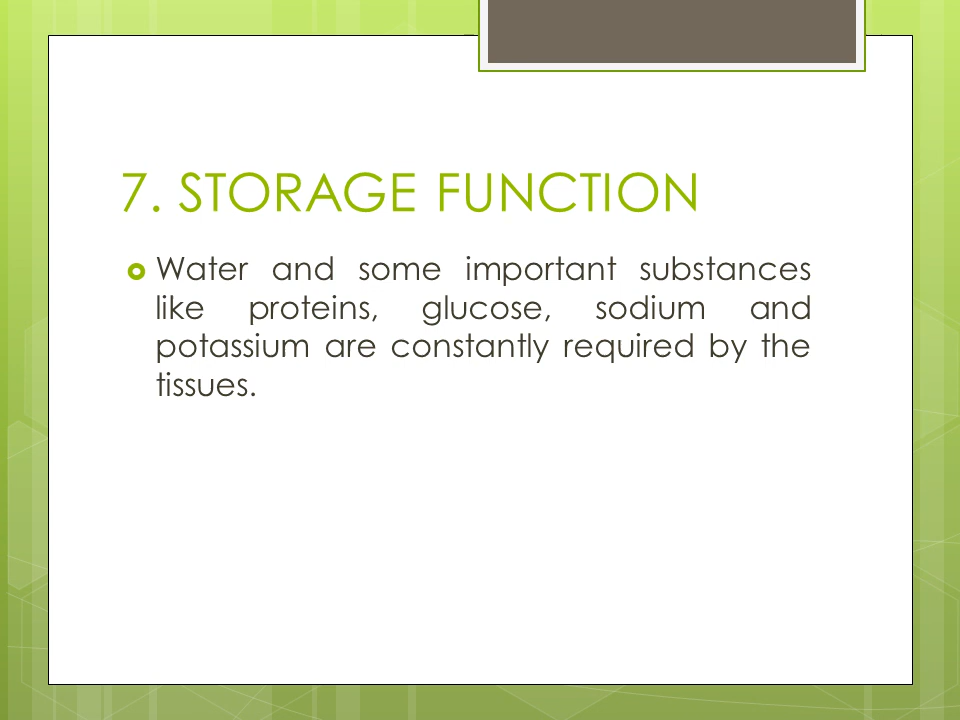 7. STORAGE FUNCTION
Water and some important substances
like proteins, glucose, sodium and
potassium are constantly required by the
tissues.